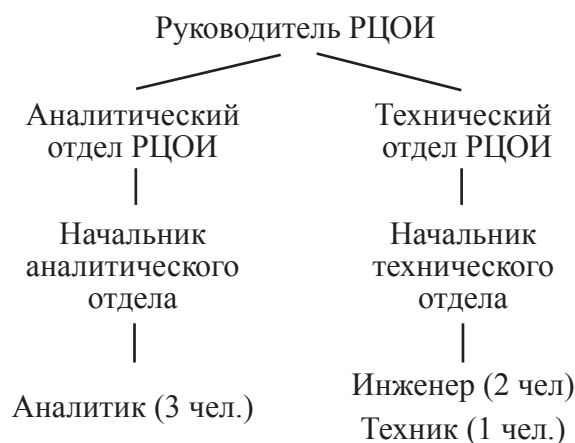 Руководитель РЦОИ
Аналитический
отдел РЦОИ
Технический
отдел РЦОИ
Начальник
аналитического
отдела
Начальник
технического
отдела
Аналитик (3 чел.)
Инженер (2 чел)
Техник (1 чел.)